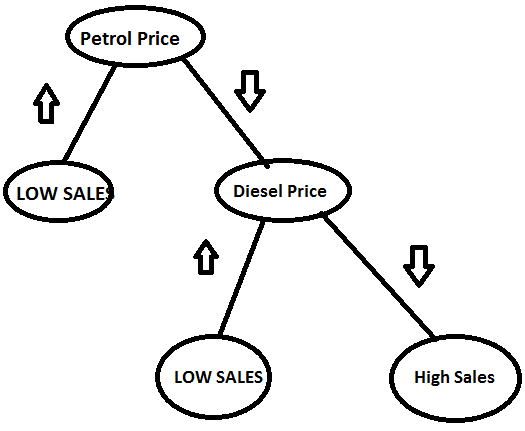 Petrol Price
LOW SALES
Diesel Price
LOW SALES
High Sales